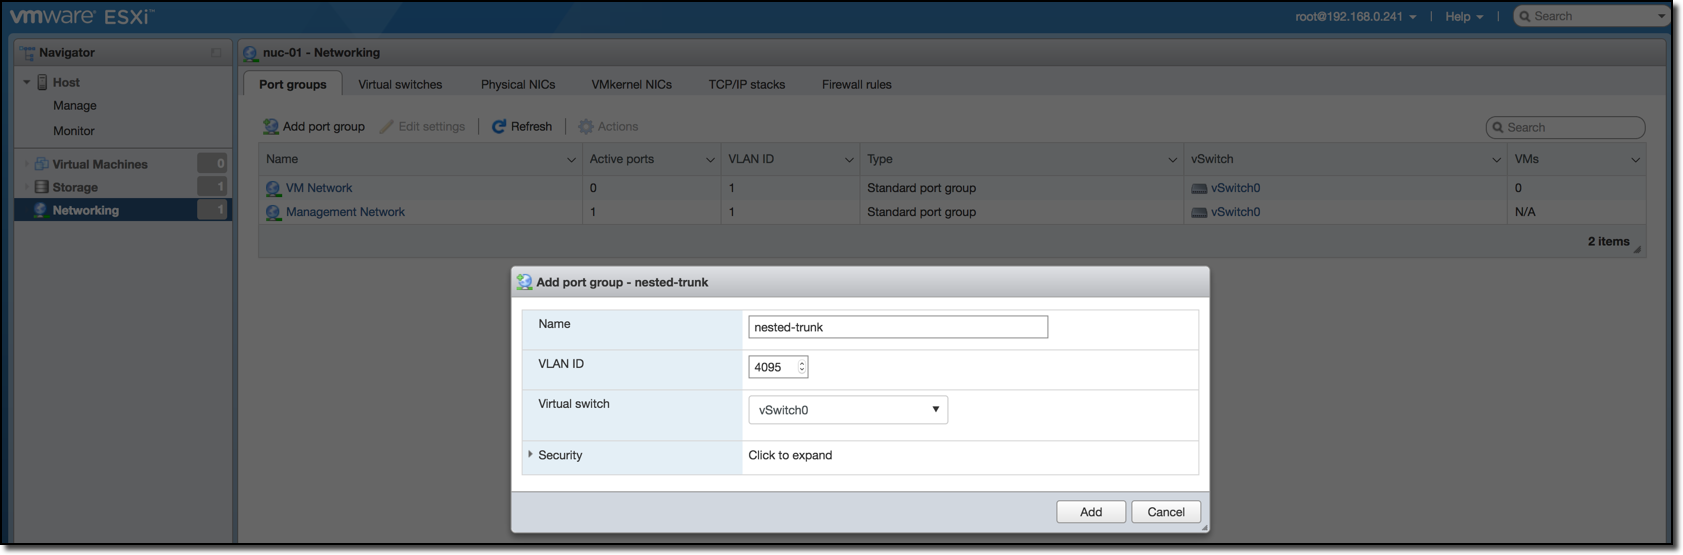 vmware® ESXi™
root@192.168.0.241 | Help | Search
Navigator
nuc-01 - Networking
Host
Manage
Monitor
Virtual Machines 0
Storage 1
Networking 1
Port groups Virtual switches Physical NICs VMkernel NICs TCP/IP stacks Firewall rules
Add port group Edit settings | Refresh | Actions Search
Name Active ports VLAN ID Type vSwitch VMs
VM Network 0 1 Standard port group vSwitch0 0
Management Network 1 1 Standard port group vSwitch0 N/A
2 items
Add port group - nested-trunk
Name nested-trunk
VLAN ID 4095
Virtual switch vSwitch0
Security Click to expand
Add Cancel